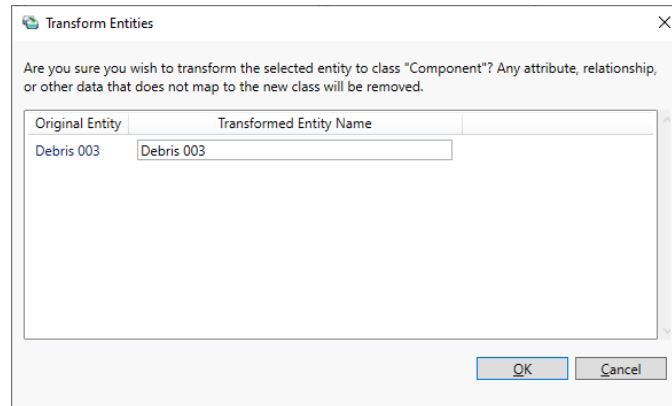 Transform Entities
Are you sure you wish to transform the selected entity to class "Component"? Any attribute, relationship,
or other data that does not map to the new class will be removed.
Original Entity Transformed Entity Name
Debris 003 Debris 003
OK Cancel